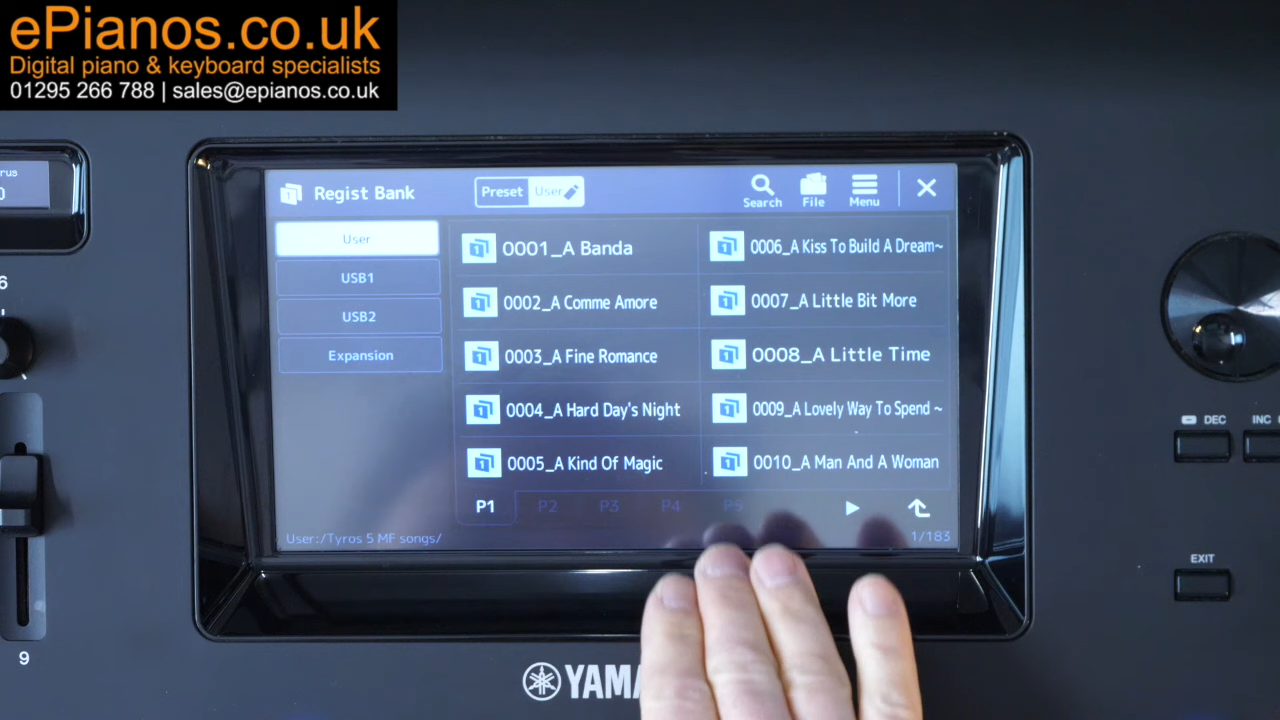 ePianos.co.uk
Digital piano & keyboard specialists
01295 266 788 | sales@epianos.co.uk
rus
0
6
9
Regist Bank
Preset
User
Search
File
Menu
User
USB1
USB2
Expansion
0001_A Banda
0002_A Comme Amore
0003_A Fine Romance
0004_A Hard Day's Night
0005_A Kind Of Magic
0006_A Kiss To Build A Dream~
0007_A Little Bit More
0008_A Little Time
0009_A Lovely Way To Spend ~
0010_A Man And A Woman
P1 P2 P3 P4 P5
User:/Tyros 5 MF songs/
1/183
DEC
INC
EXIT
YAMA